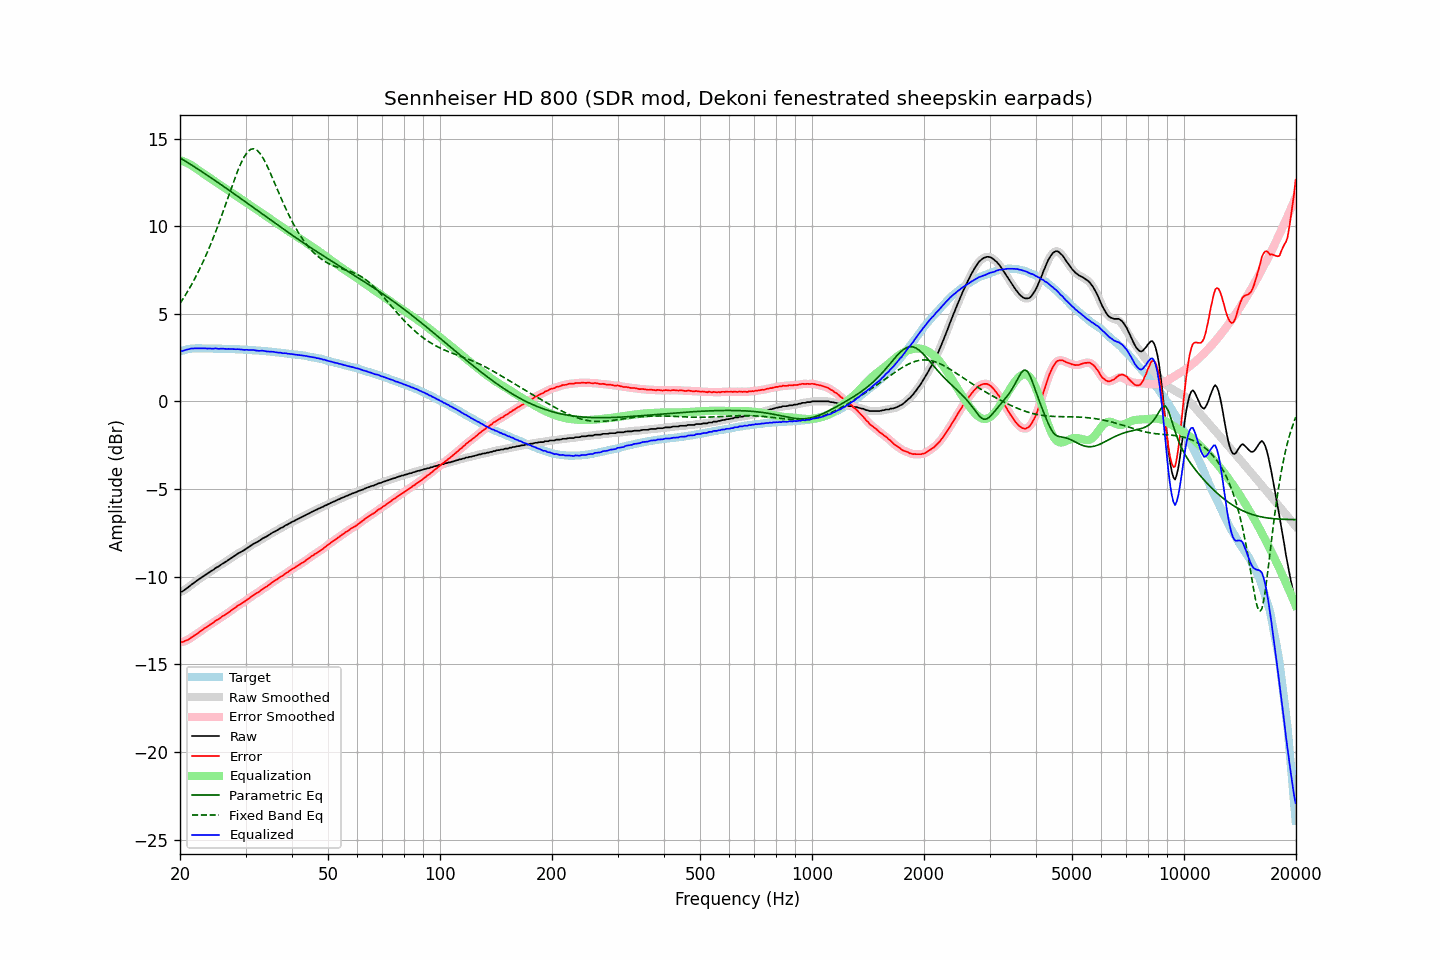 Sennheiser HD 800 (SDR mod, Dekoni fenestrated sheepskin earpads)
Amplitude (dBr)
15
10
5
0
−5
−10
−15
−20
−25
Target
Raw Smoothed
Error Smoothed
Raw
Error
Equalization
Parametric Eq
Fixed Band Eq
Equalized
20 50 100 200 500 1000 2000 5000 10000 20000
Frequency (Hz)